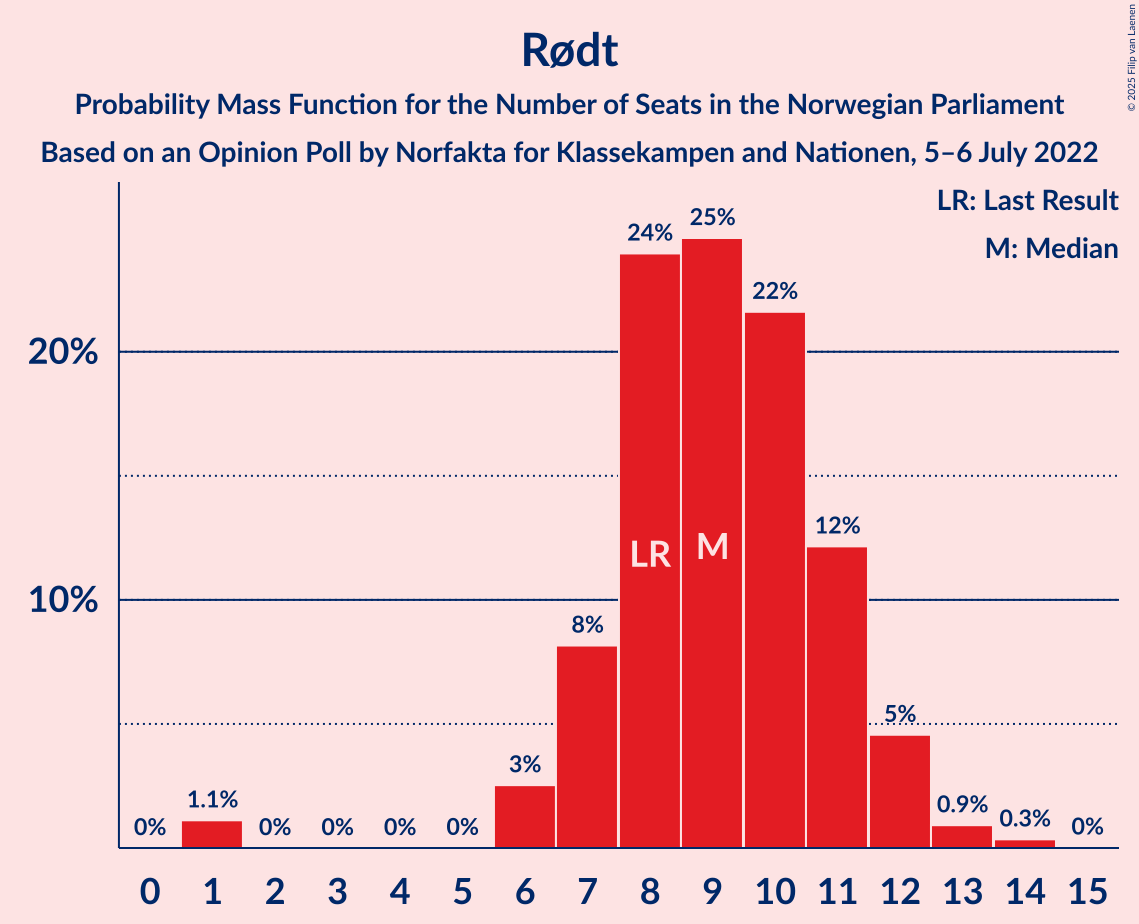 Rødt
Probability Mass Function for the Number of Seats in the Norwegian Parliament
Based on an Opinion Poll by Norfakta for Klassekampen and Nationen, 5–6 July 2022
© 2025 Filip van Laenen
LR: Last Result
M: Median
20%
10%
0% 1.1% 0% 0% 0% 0% 3% 8% 24% 25% 22% 12% 5% 0.9% 0.3% 0%
LR M
0 1 2 3 4 5 6 7 8 9 10 11 12 13 14 15